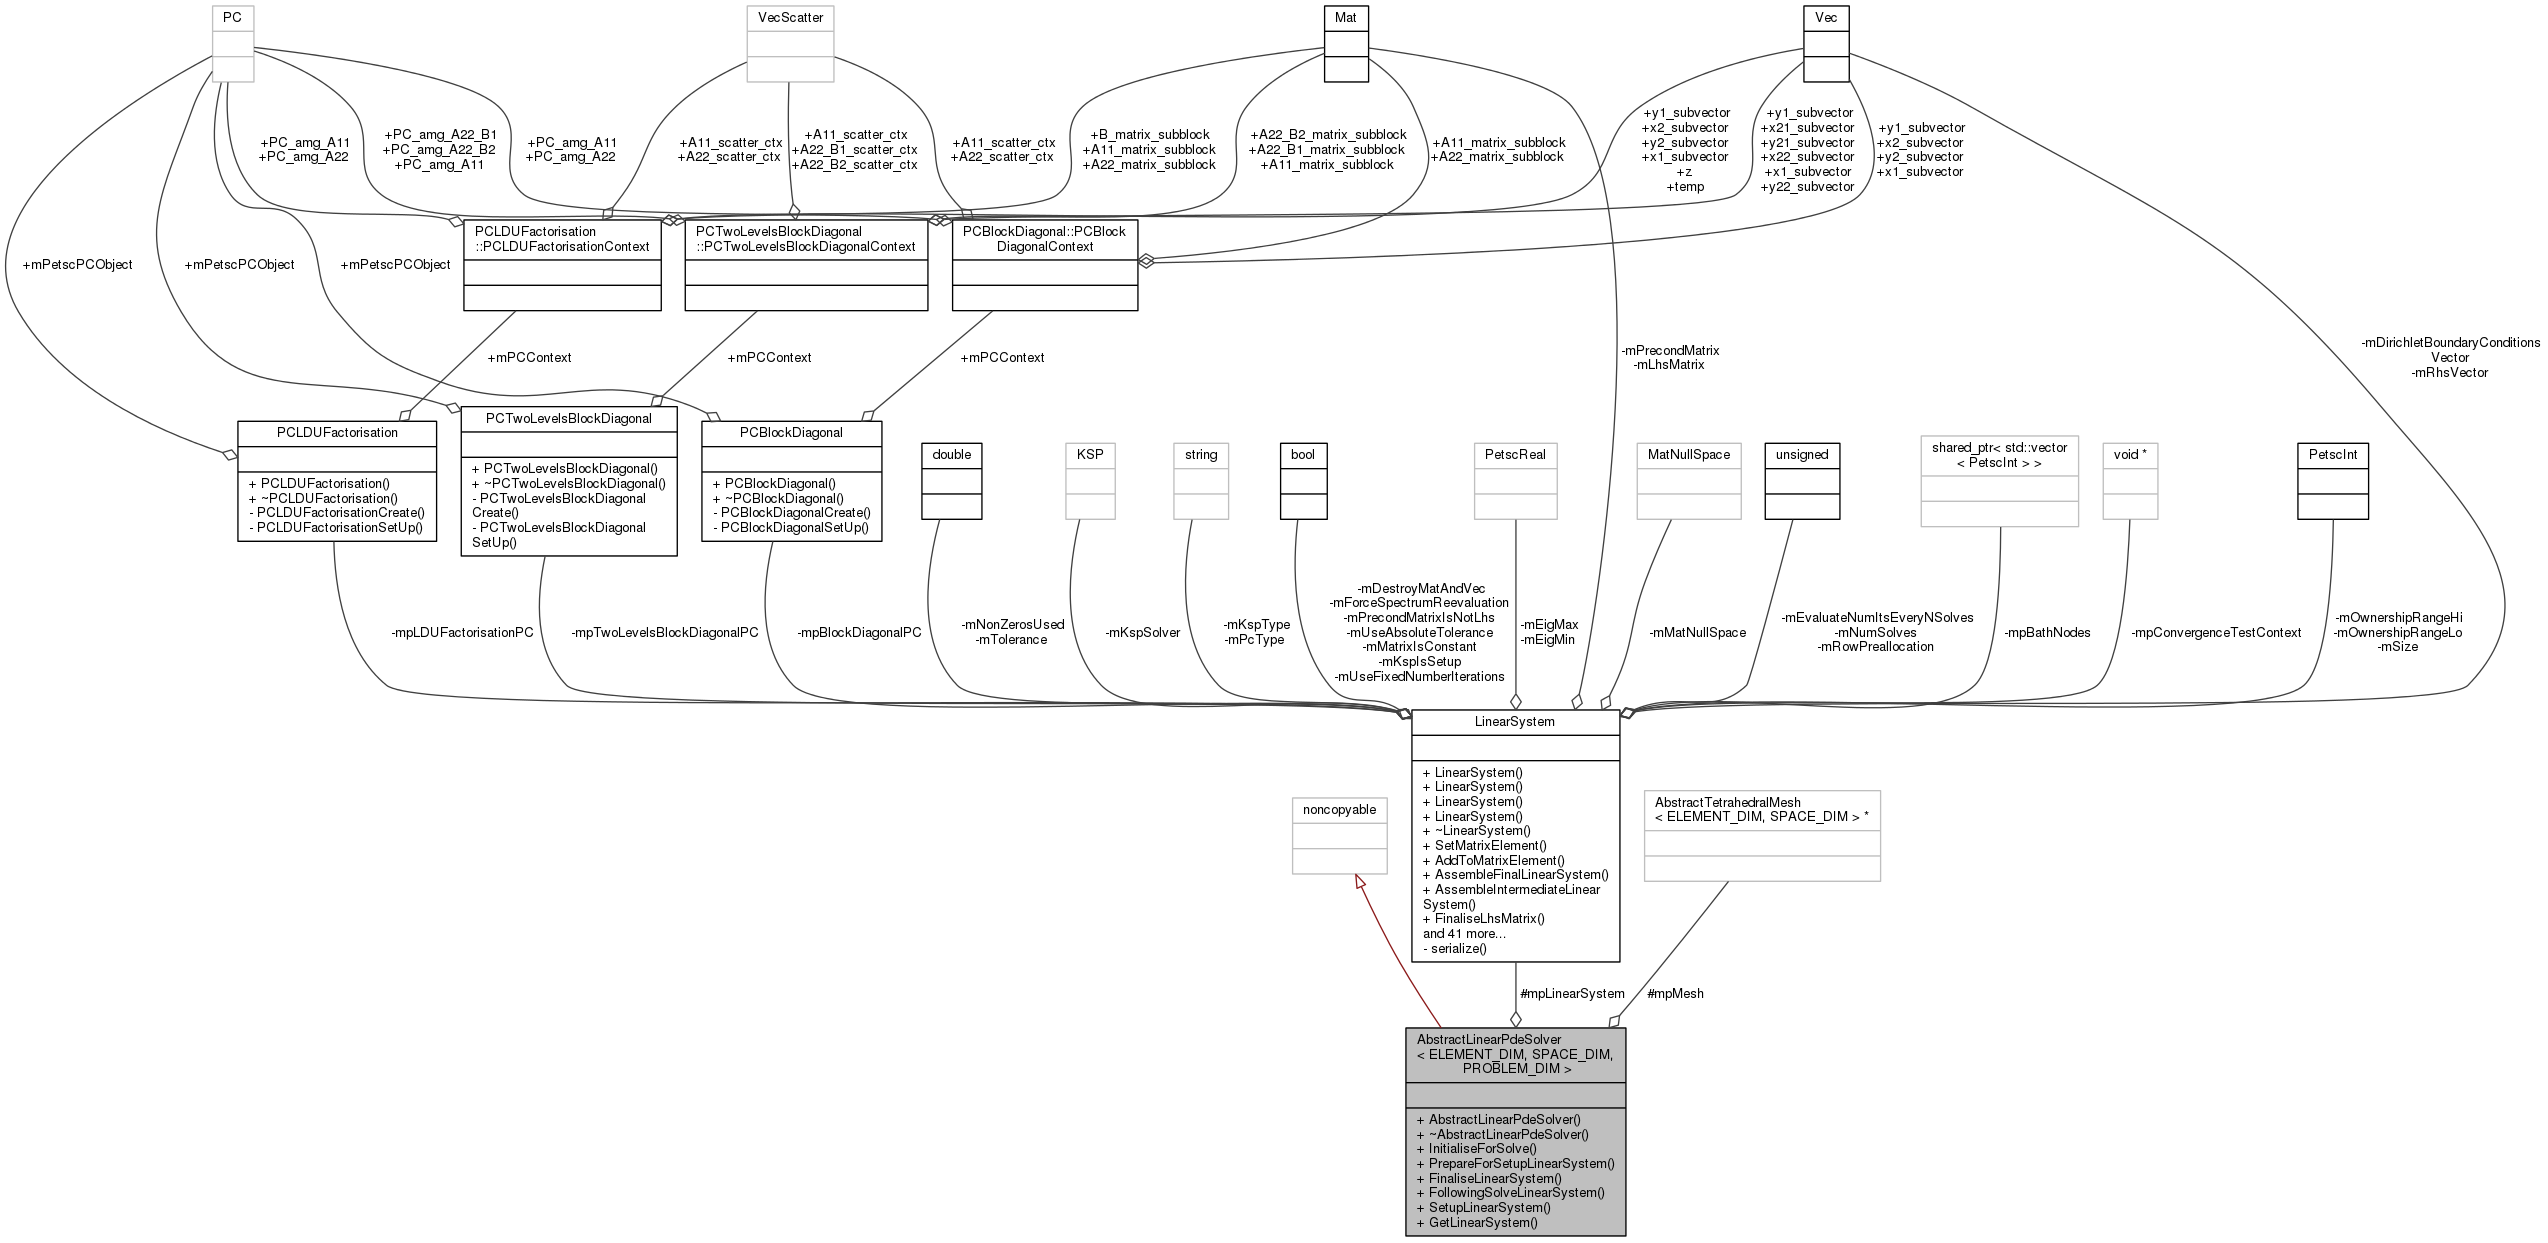 PC
VecScatter
Mat
Vec
+PC_amg_A11
+PC_amg_A22
+PC_amg_A22_B1
+PC_amg_A22_B2
+PC_amg_A11
+PC_amg_A11
+PC_amg_A22
+A11_scatter_ctx
+A22_scatter_ctx
+A11_scatter_ctx
+A22_B1_scatter_ctx
+A22_B2_scatter_ctx
+A11_scatter_ctx
+A22_scatter_ctx
+B_matrix_subblock
+A11_matrix_subblock
+A22_matrix_subblock
+A22_B2_matrix_subblock
+A22_B1_matrix_subblock
+A11_matrix_subblock
+A11_matrix_subblock
+A22_matrix_subblock
+y1_subvector
+x2_subvector
+y2_subvector
+x1_subvector
+z
+temp
+y1_subvector
+x21_subvector
+y21_subvector
+x22_subvector
+x1_subvector
+y22_subvector
+y1_subvector
+x2_subvector
+y2_subvector
+x1_subvector
PCLDUFactorisation
::PCLDUFactorisationContext
PCTwoLevelsBlockDiagonal
::PCTwoLevelsBlockDiagonalContext
PCBlockDiagonal::PCBlock
DiagonalContext
+mPetscPCObject
+mPetscPCObject
+mPetscPCObject
+mPCContext
+mPCContext
+mPCContext
-mPrecondMatrix
-mLhsMatrix
-mDirichletBoundaryConditions
Vector
-mRhsVector
PCLDUFactorisation
+ PCLDUFactorisation()
+ ~PCLDUFactorisation()
- PCLDUFactorisationCreate()
- PCLDUFactorisationSetUp()
PCTwoLevelsBlockDiagonal
+ PCTwoLevelsBlockDiagonal()
+ ~PCTwoLevelsBlockDiagonal()
- PCTwoLevelsBlockDiagonal
Create()
- PCTwoLevelsBlockDiagonal
SetUp()
PCBlockDiagonal
+ PCBlockDiagonal()
+ ~PCBlockDiagonal()
- PCBlockDiagonalCreate()
- PCBlockDiagonalSetUp()
double
KSP
string
bool
PetscReal
MatNullSpace
unsigned
shared_ptr< std::vector
< PetscInt > >
void *
PetscInt
-mpLDUFactorisationPC
-mpTwoLevelsBlockDiagonalPC
-mpBlockDiagonalPC
-mNonZerosUsed
-mTolerance
-mKspSolver
-mKspType
-mPcType
-mDestroyMatAndVec
-mForceSpectrumReevaluation
-mPrecondMatrixIsNotLhs
-mUseAbsoluteTolerance
-mMatrixIsConstant
-mKspIsSetup
-mUseFixedNumberIterations
-mEigMax
-mEigMin
-mMatNullSpace
-mEvaluateNumItsEveryNSolves
-mNumSolves
-mRowPreallocation
-mpBathNodes
-mpConvergenceTestContext
-mOwnershipRangeHi
-mOwnershipRangeLo
-mSize
LinearSystem
+ LinearSystem()
+ LinearSystem()
+ LinearSystem()
+ LinearSystem()
+ ~LinearSystem()
+ SetMatrixElement()
+ AddToMatrixElement()
+ AssembleFinalLinearSystem()
+ AssembleIntermediateLinear
System()
+ FinaliseLhsMatrix()
and 41 more...
- serialize()
noncopyable
AbstractTetrahedralMesh
< ELEMENT_DIM, SPACE_DIM > *
#mpLinearSystem
#mpMesh
AbstractLinearPdeSolver
< ELEMENT_DIM, SPACE_DIM,
PROBLEM_DIM >
+ AbstractLinearPdeSolver()
+ ~AbstractLinearPdeSolver()
+ InitialiseForSolve()
+ PrepareForSetupLinearSystem()
+ FinaliseLinearSystem()
+ FollowingSolveLinearSystem()
+ SetupLinearSystem()
+ GetLinearSystem()